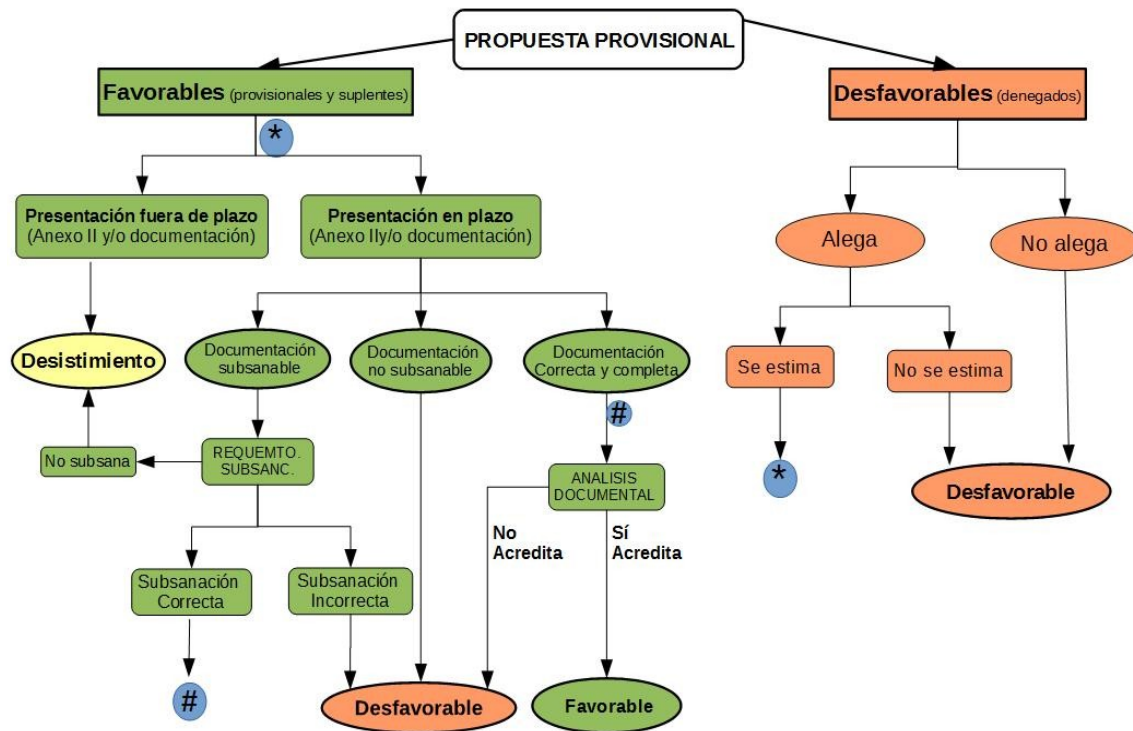 PROPUESTA PROVISIONAL
Favorables (provisionales y suplentes)
Desfavorables (denegados)
*
Presentación fuera de plazo
(Anexo II y/o documentación)
Presentación en plazo
(Anexo IIy/o documentación)
Alega
No alega
Desistimiento
Documentación
subsanable
Documentación
no subsanable
Documentación
Correcta y completa
Se estima
No se estima
#
No subsana
REQUEMTO.
SUBSANC.
ANALISIS
DOCUMENTAL
*
Desfavorable
No
Acredita
Sí
Acredita
Subsanación
Correcta
Subsanación
Incorrecta
#
Desfavorable
Favorable